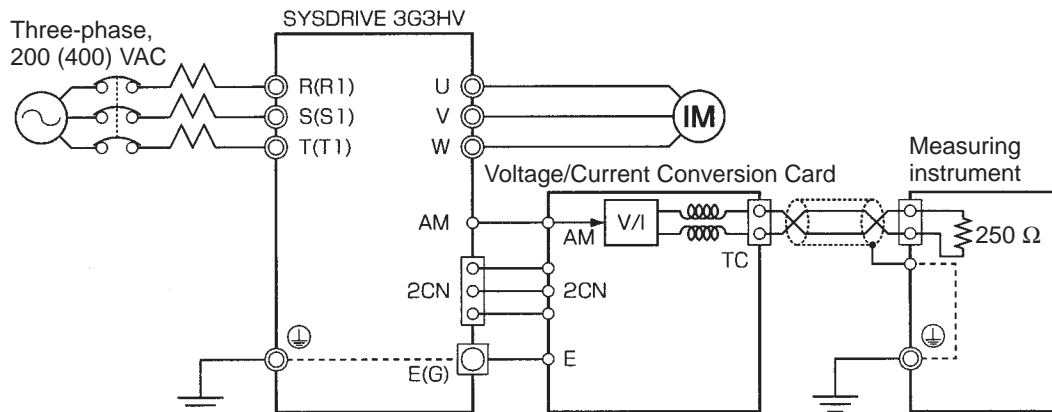 SYSDRIVE 3G3HV
Three-phase,
200 (400) VAC
R(R1)
S(S1)
T(T1)
U
V
W
IM
Voltage/Current Conversion Card
Measuring
instrument
AM
AM
V/I
TC
250 Ω
2CN
2CN
E(G)
E